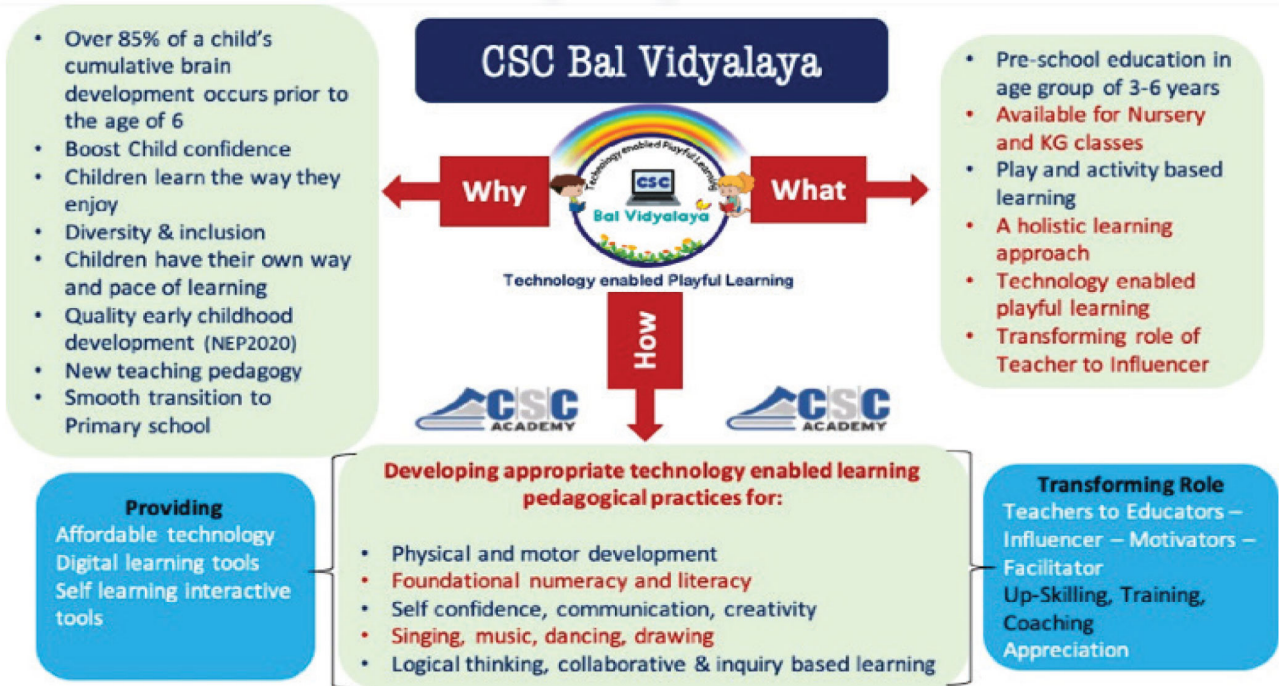 CSC Bal Vidyalaya
• Over 85% of a child's
cumulative brain
development occurs prior to
the age of 6
• Boost Child confidence
• Children learn the way they
enjoy
• Diversity & inclusion
• Children have their own way
and pace of learning
• Quality early childhood
development (NEP2020)
• New teaching pedagogy
• Smooth transition to
Primary school
Why
Technology enabled Playful Learning
CSC
Bal Vidyalaya
Technology enabled Playful Learning
What
• Pre-school education in
age group of 3-6 years
• Available for Nursery
and KG classes
• Play and activity based
learning
• A holistic learning
approach
• Technology enabled
playful learning
• Transforming role of
Teacher to Influencer
How
CSC
ACADEMY
CSC
ACADEMY
Providing
Affordable technology
Digital learning tools
Self learning interactive
tools
Developing appropriate technology enabled learning
pedagogical practices for:
• Physical and motor development
• Foundational numeracy and literacy
• Self confidence, communication, creativity
• Singing, music, dancing, drawing
• Logical thinking, collaborative & inquiry based learning
Transforming Role
Teachers to Educators –
Influencer – Motivators –
Facilitator
Up-Skilling, Training,
Coaching
Appreciation